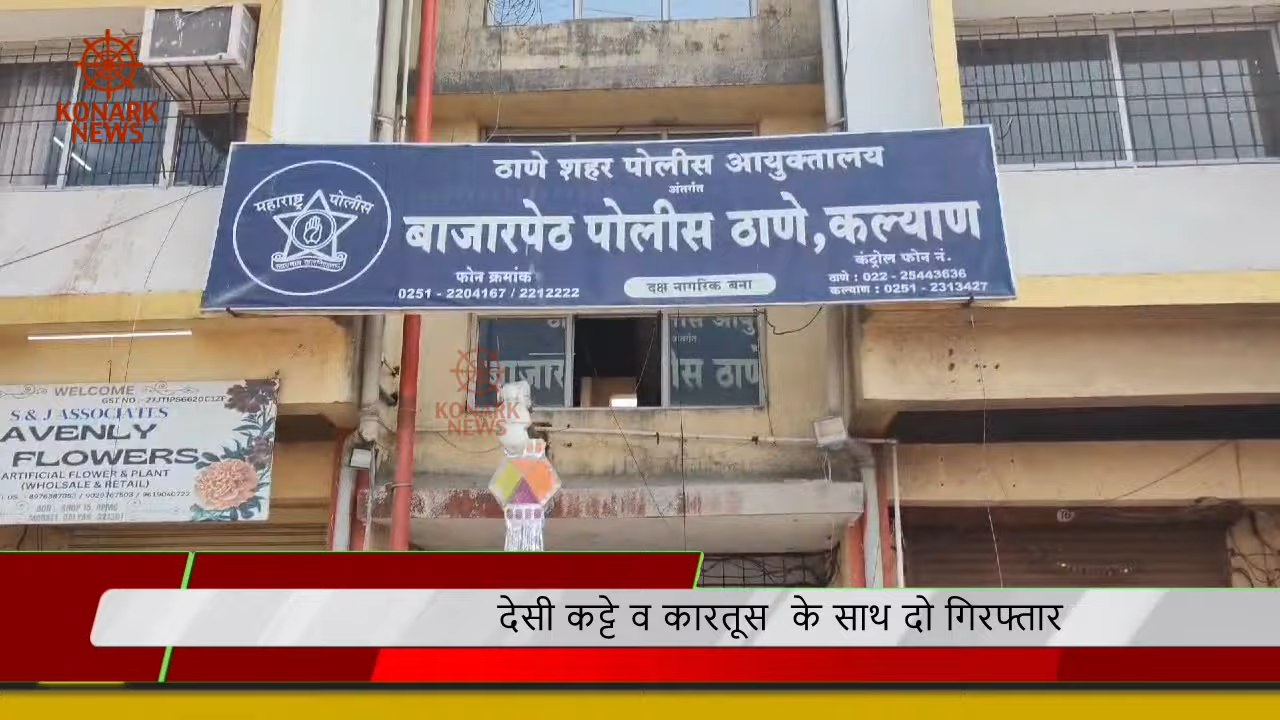 KONARK
NEWS
ठाणे शहर पोलीस आयुक्तालय
अंतर्गत
महाराष्ट्र पोलीस
बाजारपेठ पोलीस ठाणे, कल्याण
फोन क्रमांक
0251 - 2204167 / 2212222
दक्ष नागरिक बना
कंट्रोल फोन नं.
ठाणे : 022 - 25443636
कल्याण : 0251 - 2313427
KONARK
NEWS
WELCOME
S & J ASSOCIATES
AVENLY
FLOWERS
ARTIFICIAL FLOWER & PLANT
(WHOLSALE & RETAIL)
देसी कट्टे व कारतूस के साथ दो गिरफ्तार